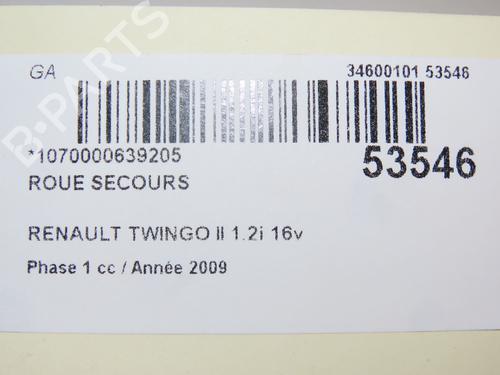 GA
34600101 53546
*1070000639205
53546
ROUE SECOURS
RENAULT TWINGO II 1.2i 16v
Phase 1 cc / Année 2009
B-PARTS